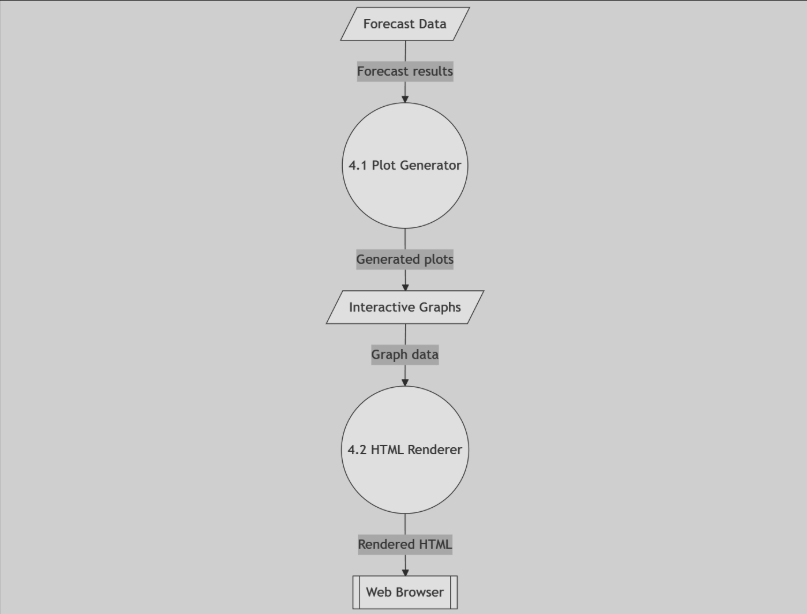 Forecast Data
Forecast results
4.1 Plot Generator
Generated plots
Interactive Graphs
Graph data
4.2 HTML Renderer
Rendered HTML
Web Browser